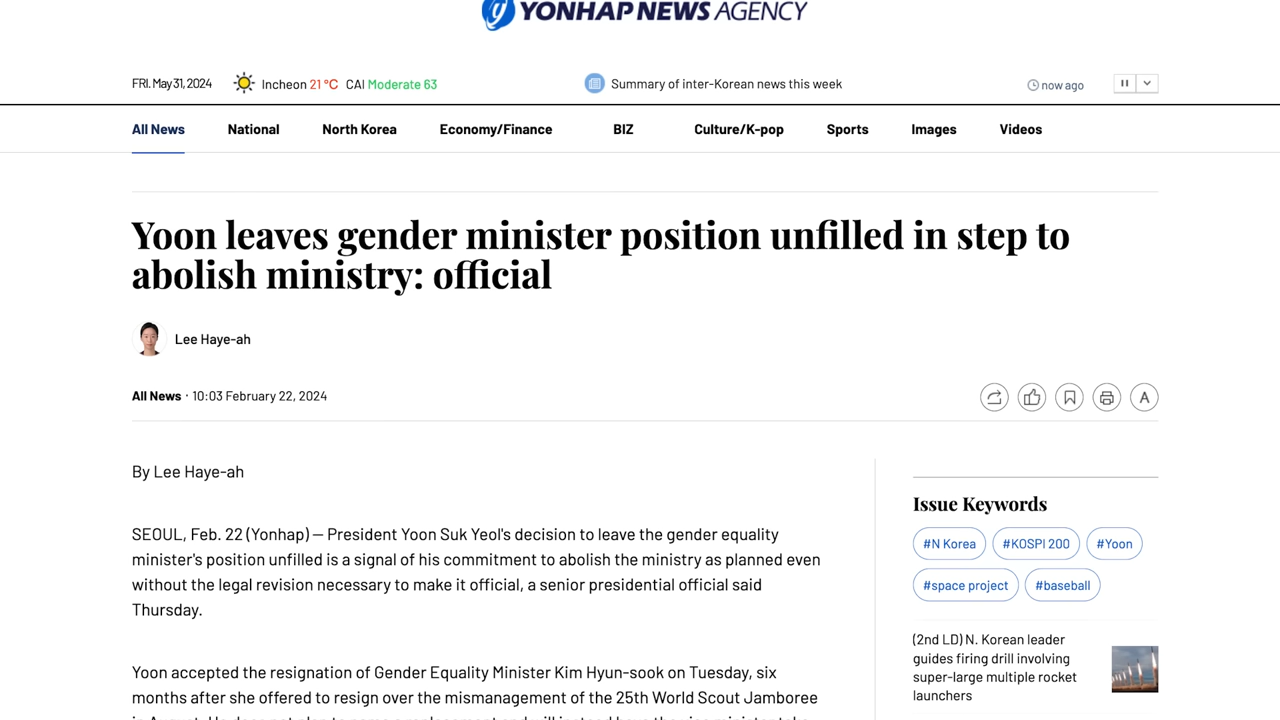 YONHAP NEWS AGENCY
FRI. May 31, 2024
Incheon 21 ℃ CAI Moderate 63
Summary of inter-Korean news this week
now ago
All News National North Korea Economy/Finance BIZ Culture/K-pop Sports Images Videos
Yoon leaves gender minister position unfilled in step to
abolish ministry: official
Lee Haye-ah
All News · 10:03 February 22, 2024
A
By Lee Haye-ah
SEOUL, Feb. 22 (Yonhap) — President Yoon Suk Yeol's decision to leave the gender equality
minister's position unfilled is a signal of his commitment to abolish the ministry as planned even
without the legal revision necessary to make it official, a senior presidential official said
Thursday.
Yoon accepted the resignation of Gender Equality Minister Kim Hyun-sook on Tuesday, six
months after she offered to resign over the mismanagement of the 25th World Scout Jamboree
Issue Keywords
#N Korea #KOSPI 200 #Yoon
#space project #baseball
(2nd LD) N. Korean leader
guides firing drill involving
super-large multiple rocket
launchers